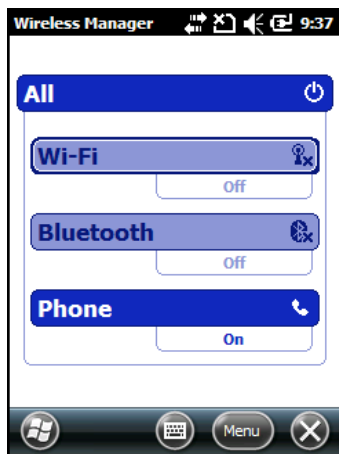 Wireless Manager 9:37
All
Wi-Fi
Off
Bluetooth
Off
Phone
On
Menu